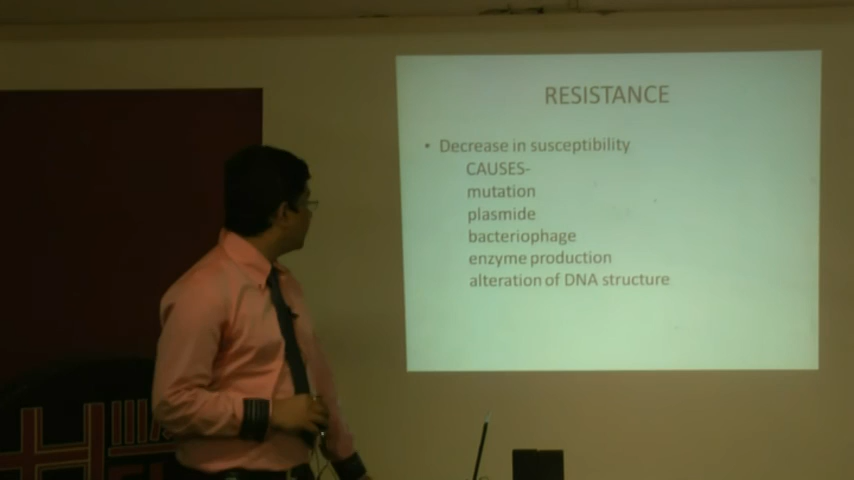 RESISTANCE
• Decrease in susceptibility
CAUSES-
mutation
plasmide
bacteriophage
enzyme production
alteration of DNA structure